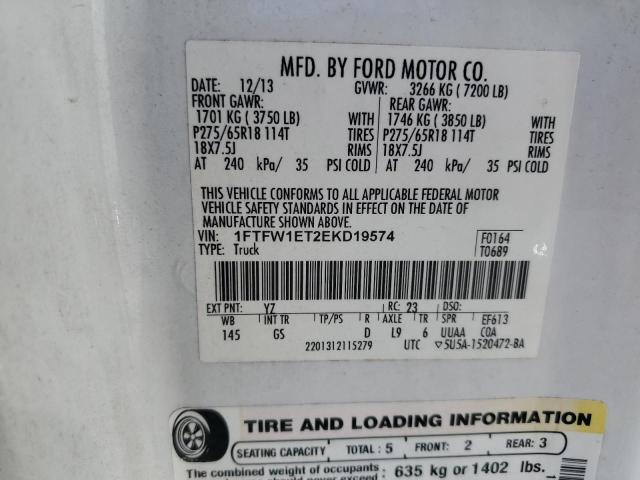 MFD. BY FORD MOTOR CO.
DATE: 12/13 GVWR: 3266 KG ( 7200 LB)
FRONT GAWR: REAR GAWR:
1701 KG ( 3750 LB) WITH 1746 KG ( 3850 LB) WITH
P275/65R18 114T TIRES P275/65R18 114T TIRES
18X7.5J RIMS 18X7.5J RIMS
AT 240 kPa/ 35 PSI COLD AT 240 kPa/ 35 PSI COLD
THIS VEHICLE CONFORMS TO ALL APPLICABLE FEDERAL MOTOR
VEHICLE SAFETY STANDARDS IN EFFECT ON THE DATE OF
MANUFACTURE SHOWN ABOVE.
VIN: 1FTFW1ET2EKD19574 F0164
TYPE: Truck T0689
EXT PNT: YZ RC: 23 DSO:
WB INT TR TP/PS R AXLE TR SPR EF613
145 GS D L9 6 UUAA COA
2201312115279 UTC ▽5U5A-1520472-BA
TIRE AND LOADING INFORMATION
SEATING CAPACITY TOTAL: 5 FRONT: 2 REAR: 3
The combined weight of occupants : 635 kg or 1402 lbs.
should never exceed